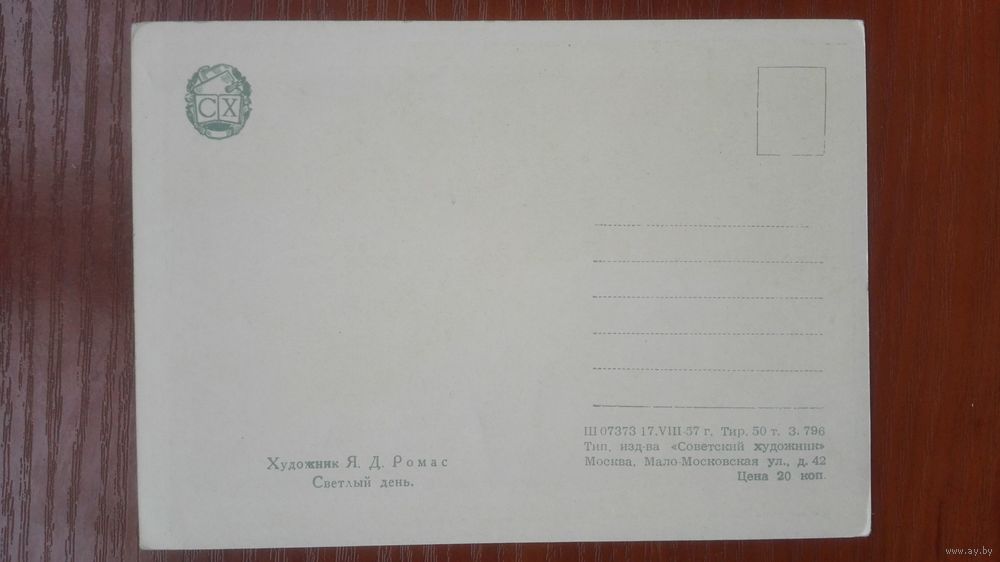 СХ
Художник Я. Д. Ромас
Светлый день.
Ш 07373 17.VIII-57 г. Тир. 50 т. З. 796
Тип. изд-ва «Советский художник»
Москва, Мало-Московская ул., д. 42
Цена 20 коп.
www.ay.by